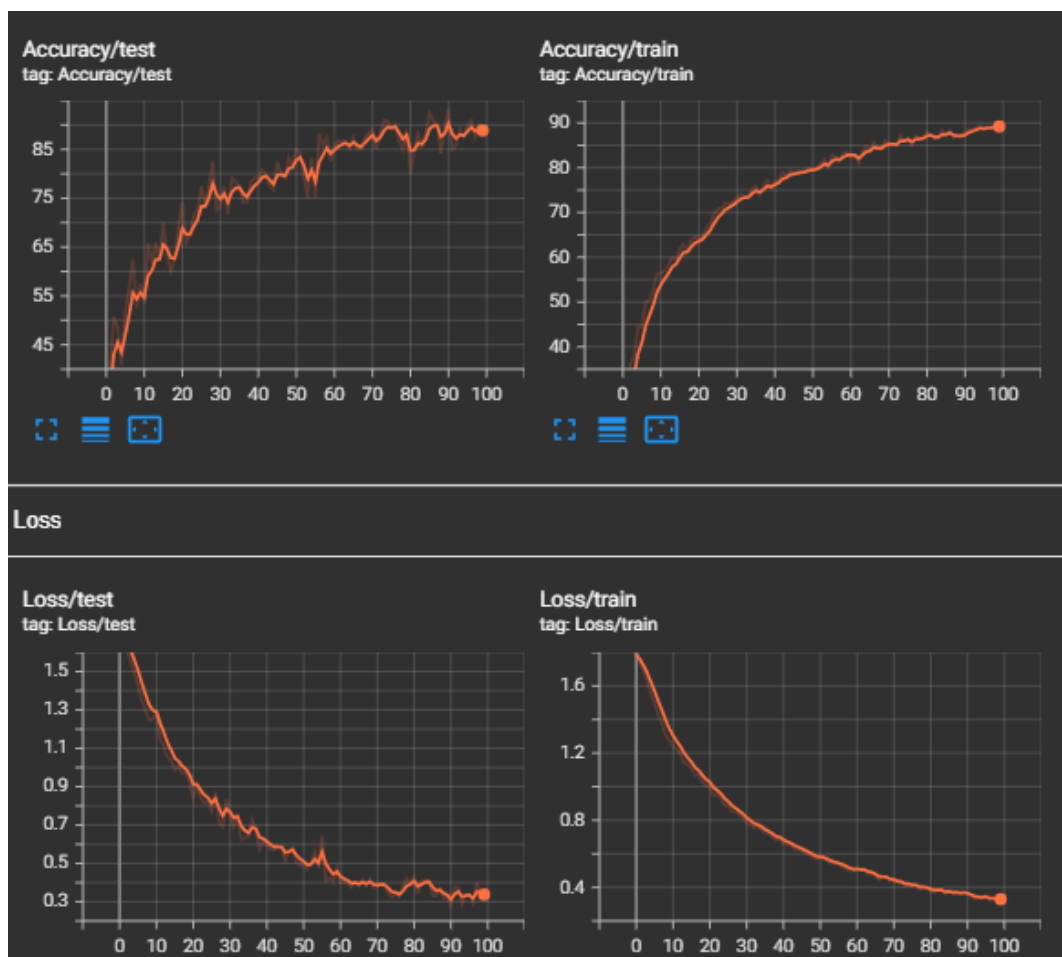 Accuracy/test
tag: Accuracy/test
85
75
65
55
45
0 10 20 30 40 50 60 70 80 90 100
Accuracy/train
tag: Accuracy/train
90
80
70
60
50
40
0 10 20 30 40 50 60 70 80 90 100
Loss
Loss/test
tag: Loss/test
1.5
1.3
1.1
0.9
0.7
0.5
0.3
0 10 20 30 40 50 60 70 80 90 100
Loss/train
tag: Loss/train
1.6
1.2
0.8
0.4
0 10 20 30 40 50 60 70 80 90 100